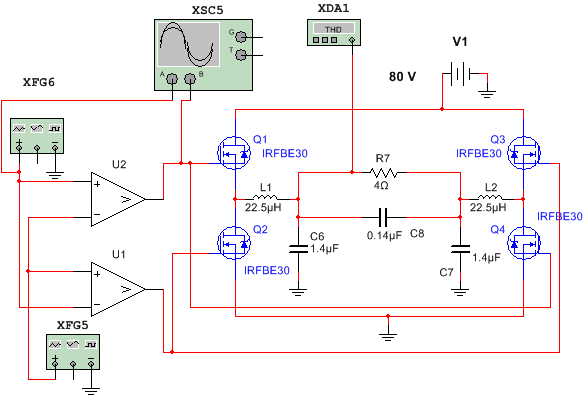 XSC5
XDA1
G
T
THD
A
B
V1
80 V
XFG6
Q1
IRFBE30
Q3
IRFBE30
R7
4Ω
U2
+
−
>
L1
22.5µH
L2
22.5µH
Q2
IRFBE30
C8
0.14µF
IRFBE30
Q4
C6
1.4µF
1.4µF
C7
U1
+
−
>
XFG5
+
−